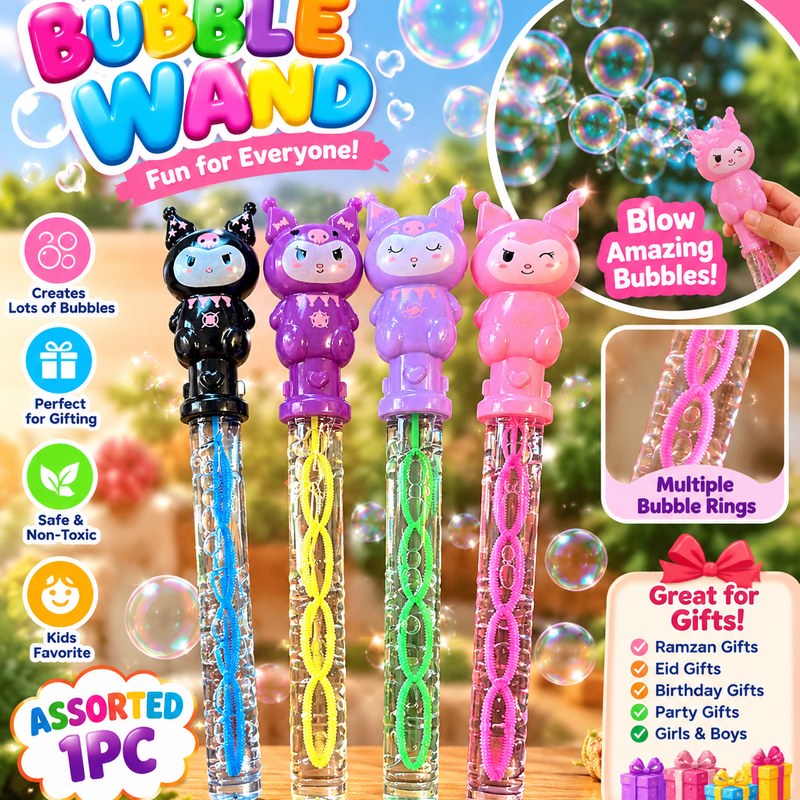 BUBBLE
WAND
Fun for Everyone!
Blow
Amazing
Bubbles!
Creates
Lots of Bubbles
Perfect
for Gifting
Safe &
Non-Toxic
Kids
Favorite
Multiple
Bubble Rings
Great for
Gifts!
Ramzan Gifts
Eid Gifts
Birthday Gifts
Party Gifts
Girls & Boys
ASSORTED
1PC